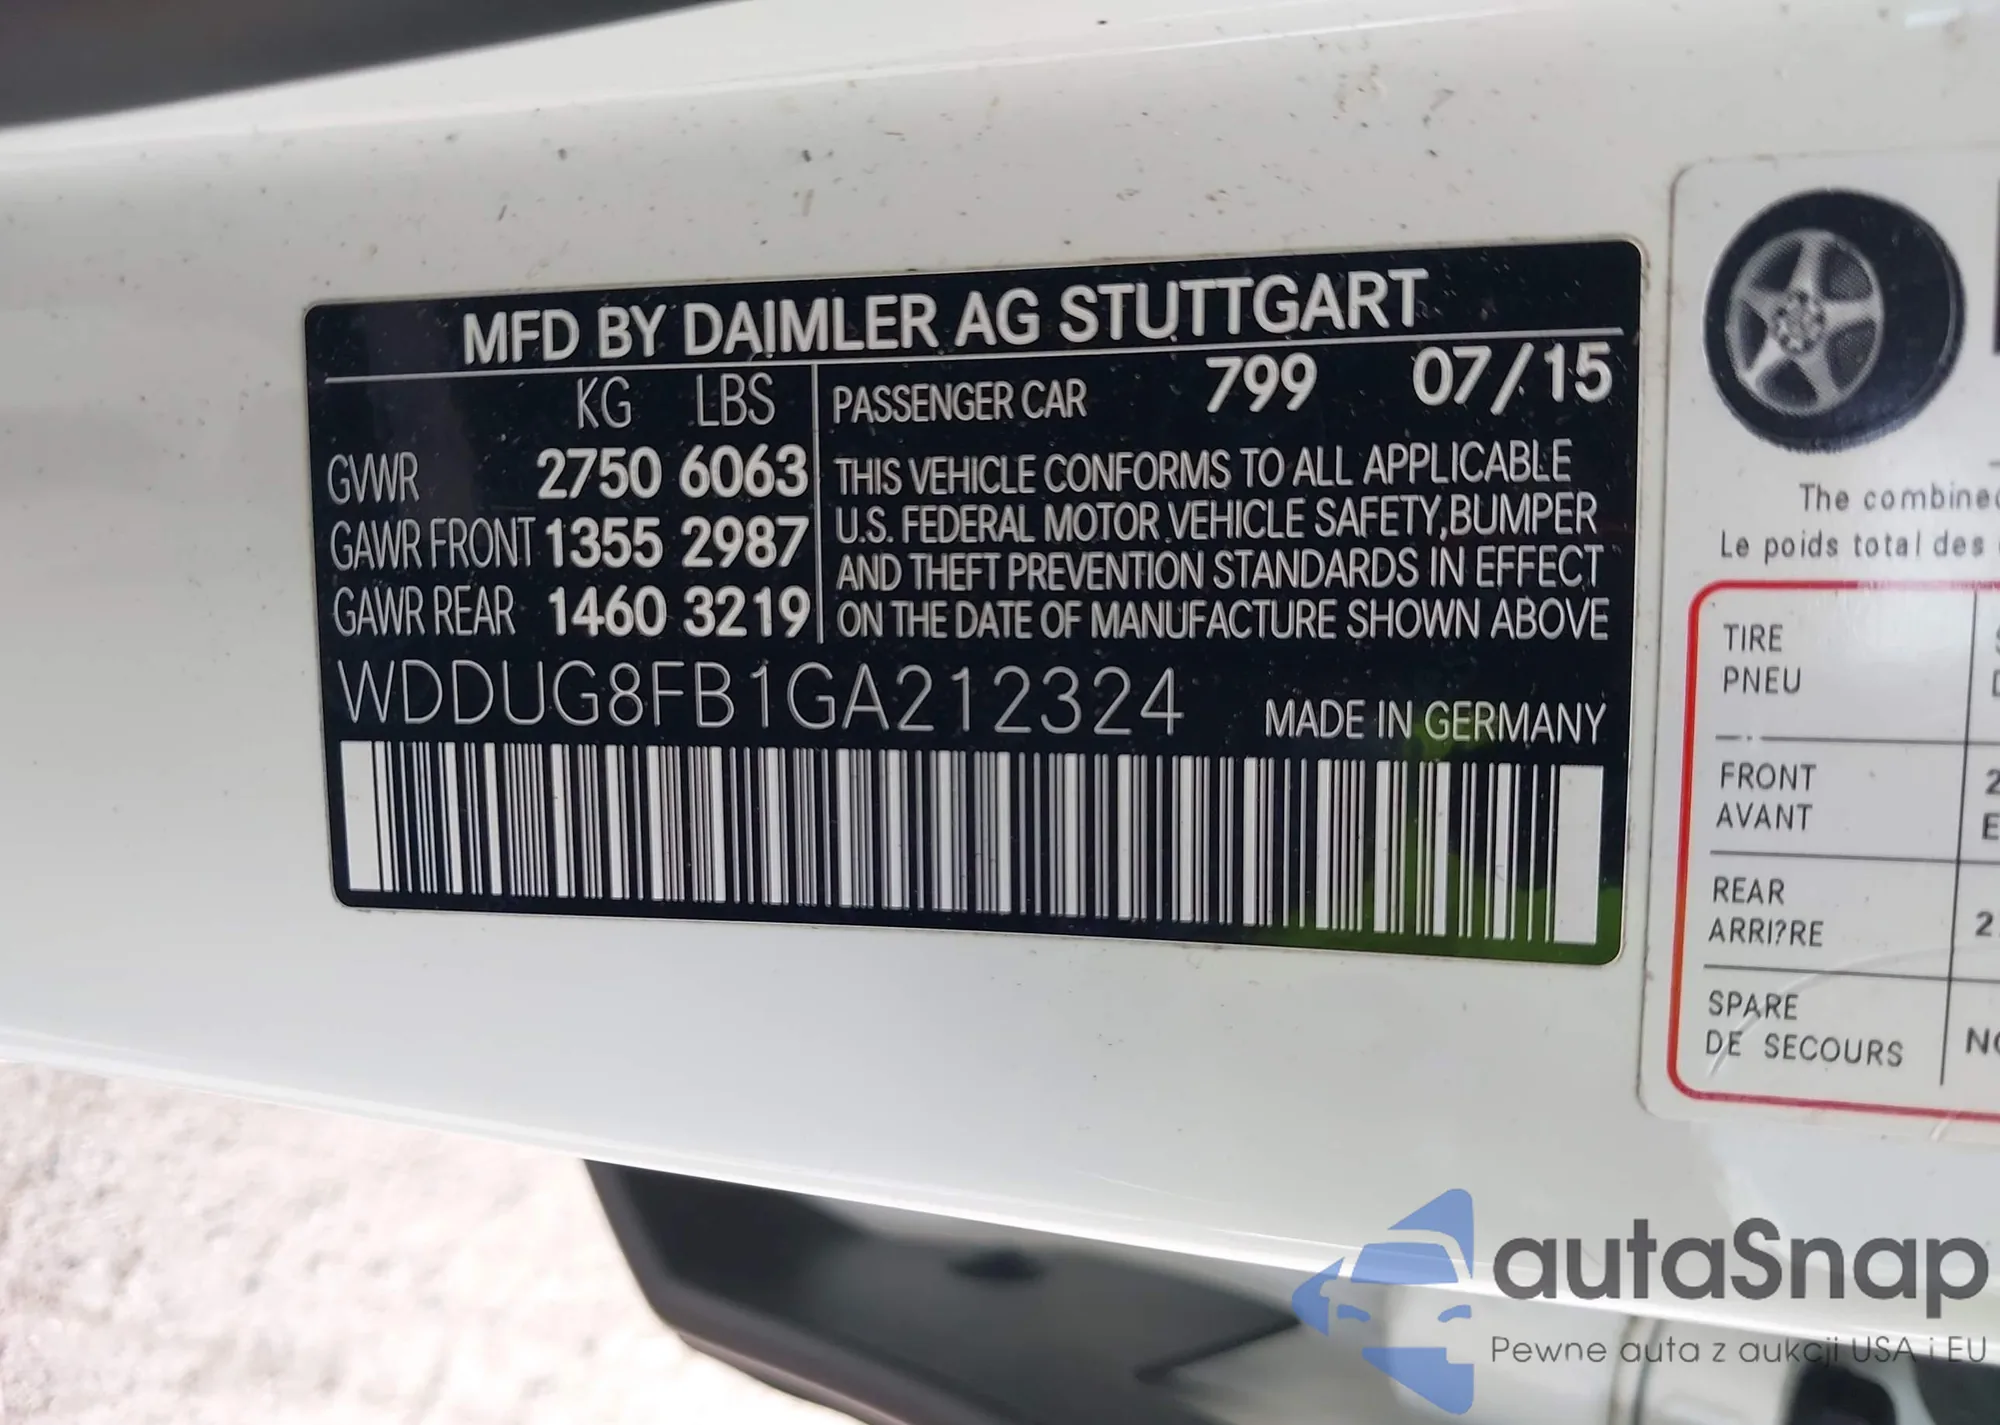 MFD BY DAIMLER AG STUTTGART
KG LBS
GVWR 2750 6063
GAWR FRONT 1355 2987
GAWR REAR 1460 3219
PASSENGER CAR 799 07/15
THIS VEHICLE CONFORMS TO ALL APPLICABLE
U.S. FEDERAL MOTOR VEHICLE SAFETY, BUMPER
AND THEFT PREVENTION STANDARDS IN EFFECT
ON THE DATE OF MANUFACTURE SHOWN ABOVE
WDDUG8FB1GA212324
MADE IN GERMANY
The
Le poids total des
TIRE
PNEU
FRONT
AVANT
REAR
ARRI?RE
SPARE
DE SECOURS
autaSnap
Pewne auta z aukcji USA i EU